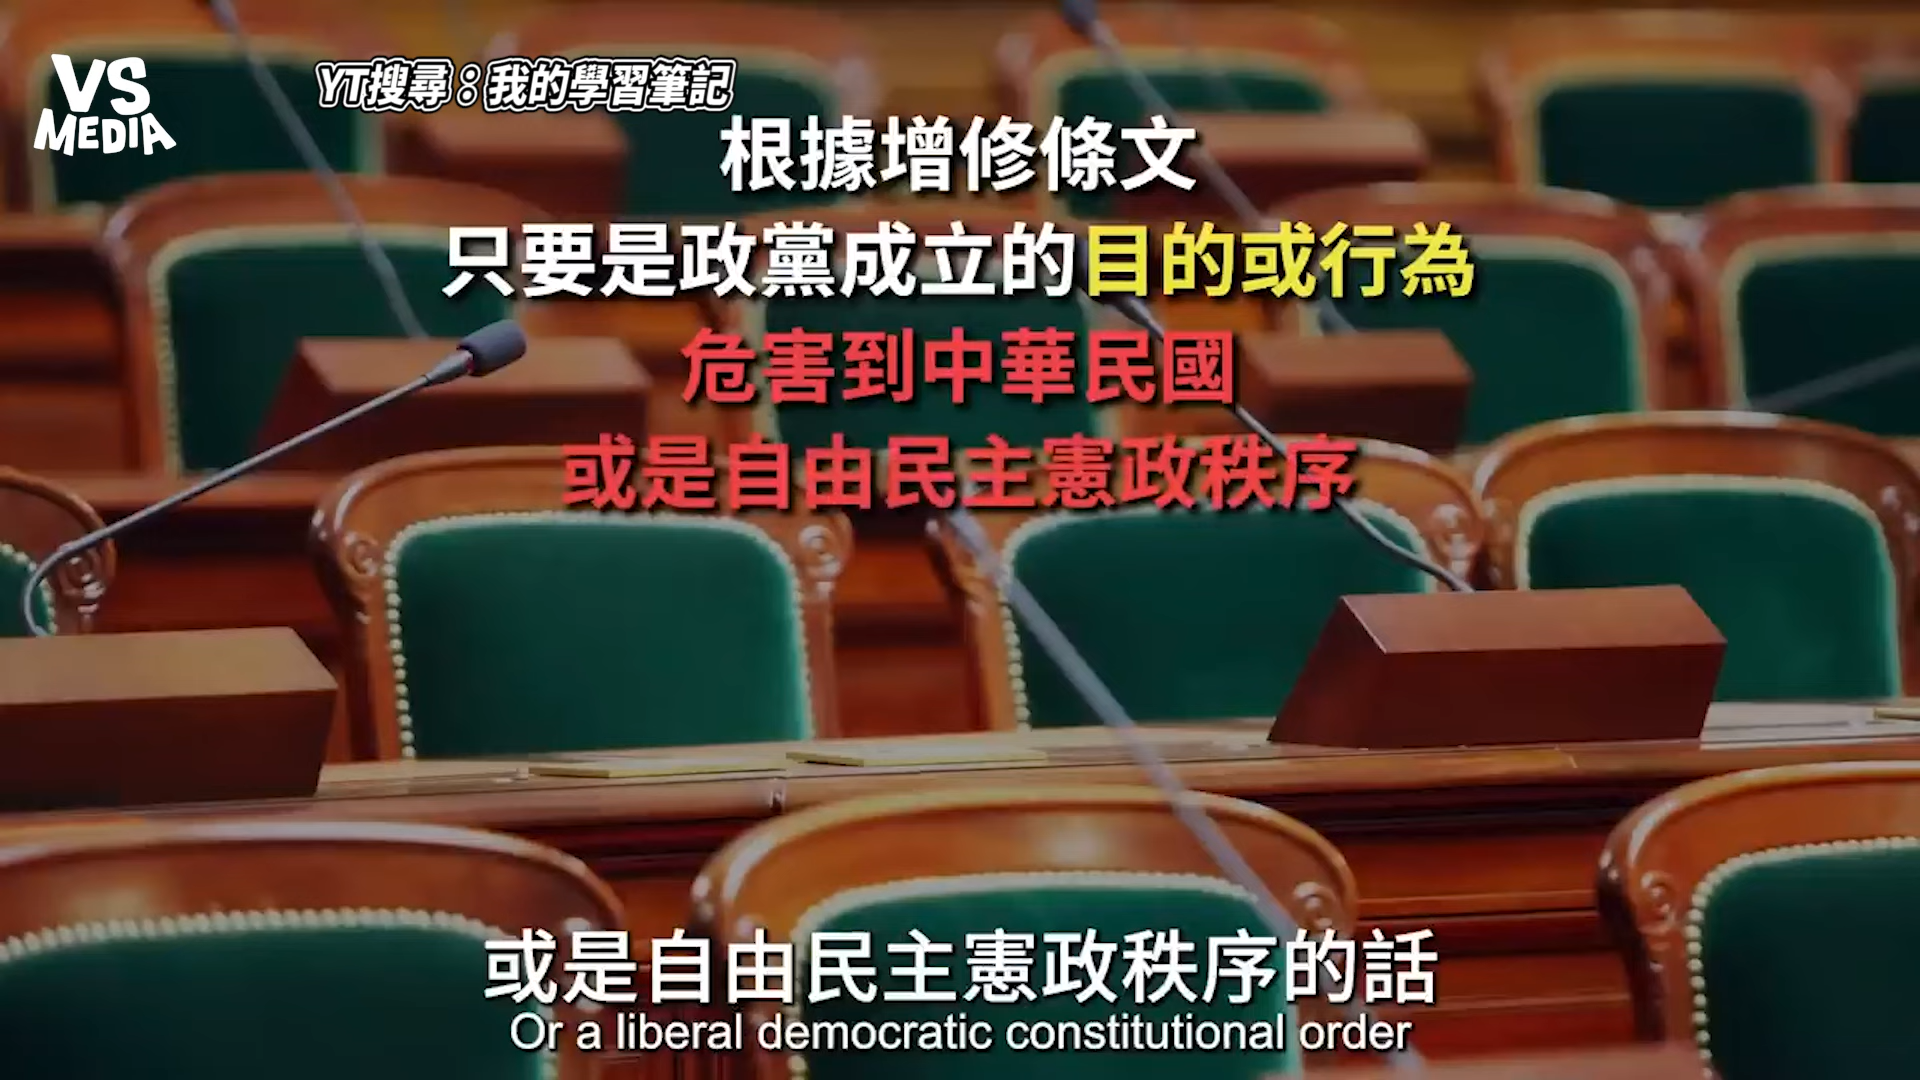 VS
MEDIA
YT搜尋：我的學習筆記
根據增修條文
只要是政黨成立的目的或行為
危害到中華民國
或是自由民主憲政秩序
或是自由民主憲政秩序的話
Or a liberal democratic constitutional order